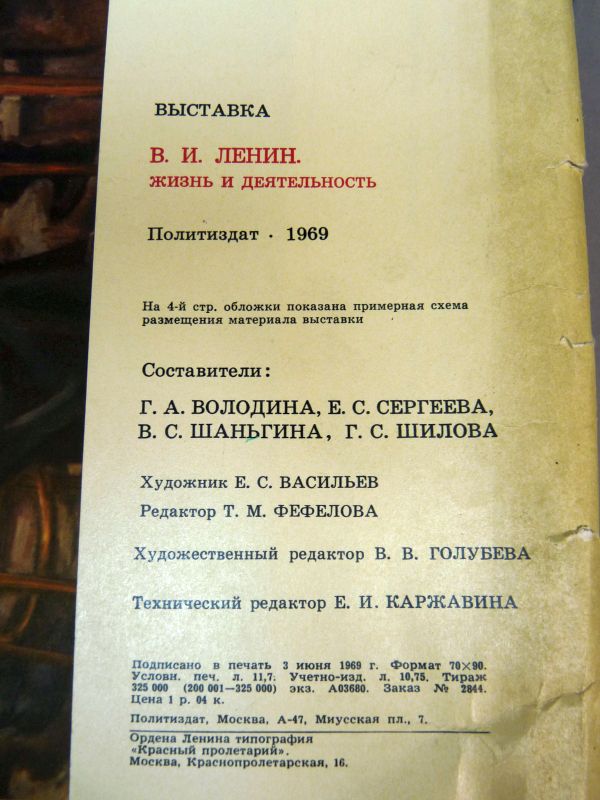 ВЫСТАВКА
В. И. ЛЕНИН.
ЖИЗНЬ И ДЕЯТЕЛЬНОСТЬ
Политиздат · 1969
На 4-й стр. обложки показана примерная схема
размещения материала выставки
Составители:
Г. А. ВОЛОДИНА, Е. С. СЕРГЕЕВА,
В. С. ШАНЬГИНА, Г. С. ШИЛОВА
Художник Е. С. ВАСИЛЬЕВ
Редактор Т. М. ФЕФЕЛОВА
Художественный редактор В. В. ГОЛУБЕВА
Технический редактор Е. И. КАРЖАВИНА
Подписано в печать 3 июня 1969 г. Формат 70×90.
Условн. печ. л. 11,7. Учетно-изд. л. 10,75. Тираж
325 000 (200 001—325 000) экз. А03680. Заказ № 2844.
Цена 1 р. 04 к.
Политиздат, Москва, А-47, Миусская пл., 7.
Ордена Ленина типография
«Красный пролетарий».
Москва, Краснопролетарская, 16.